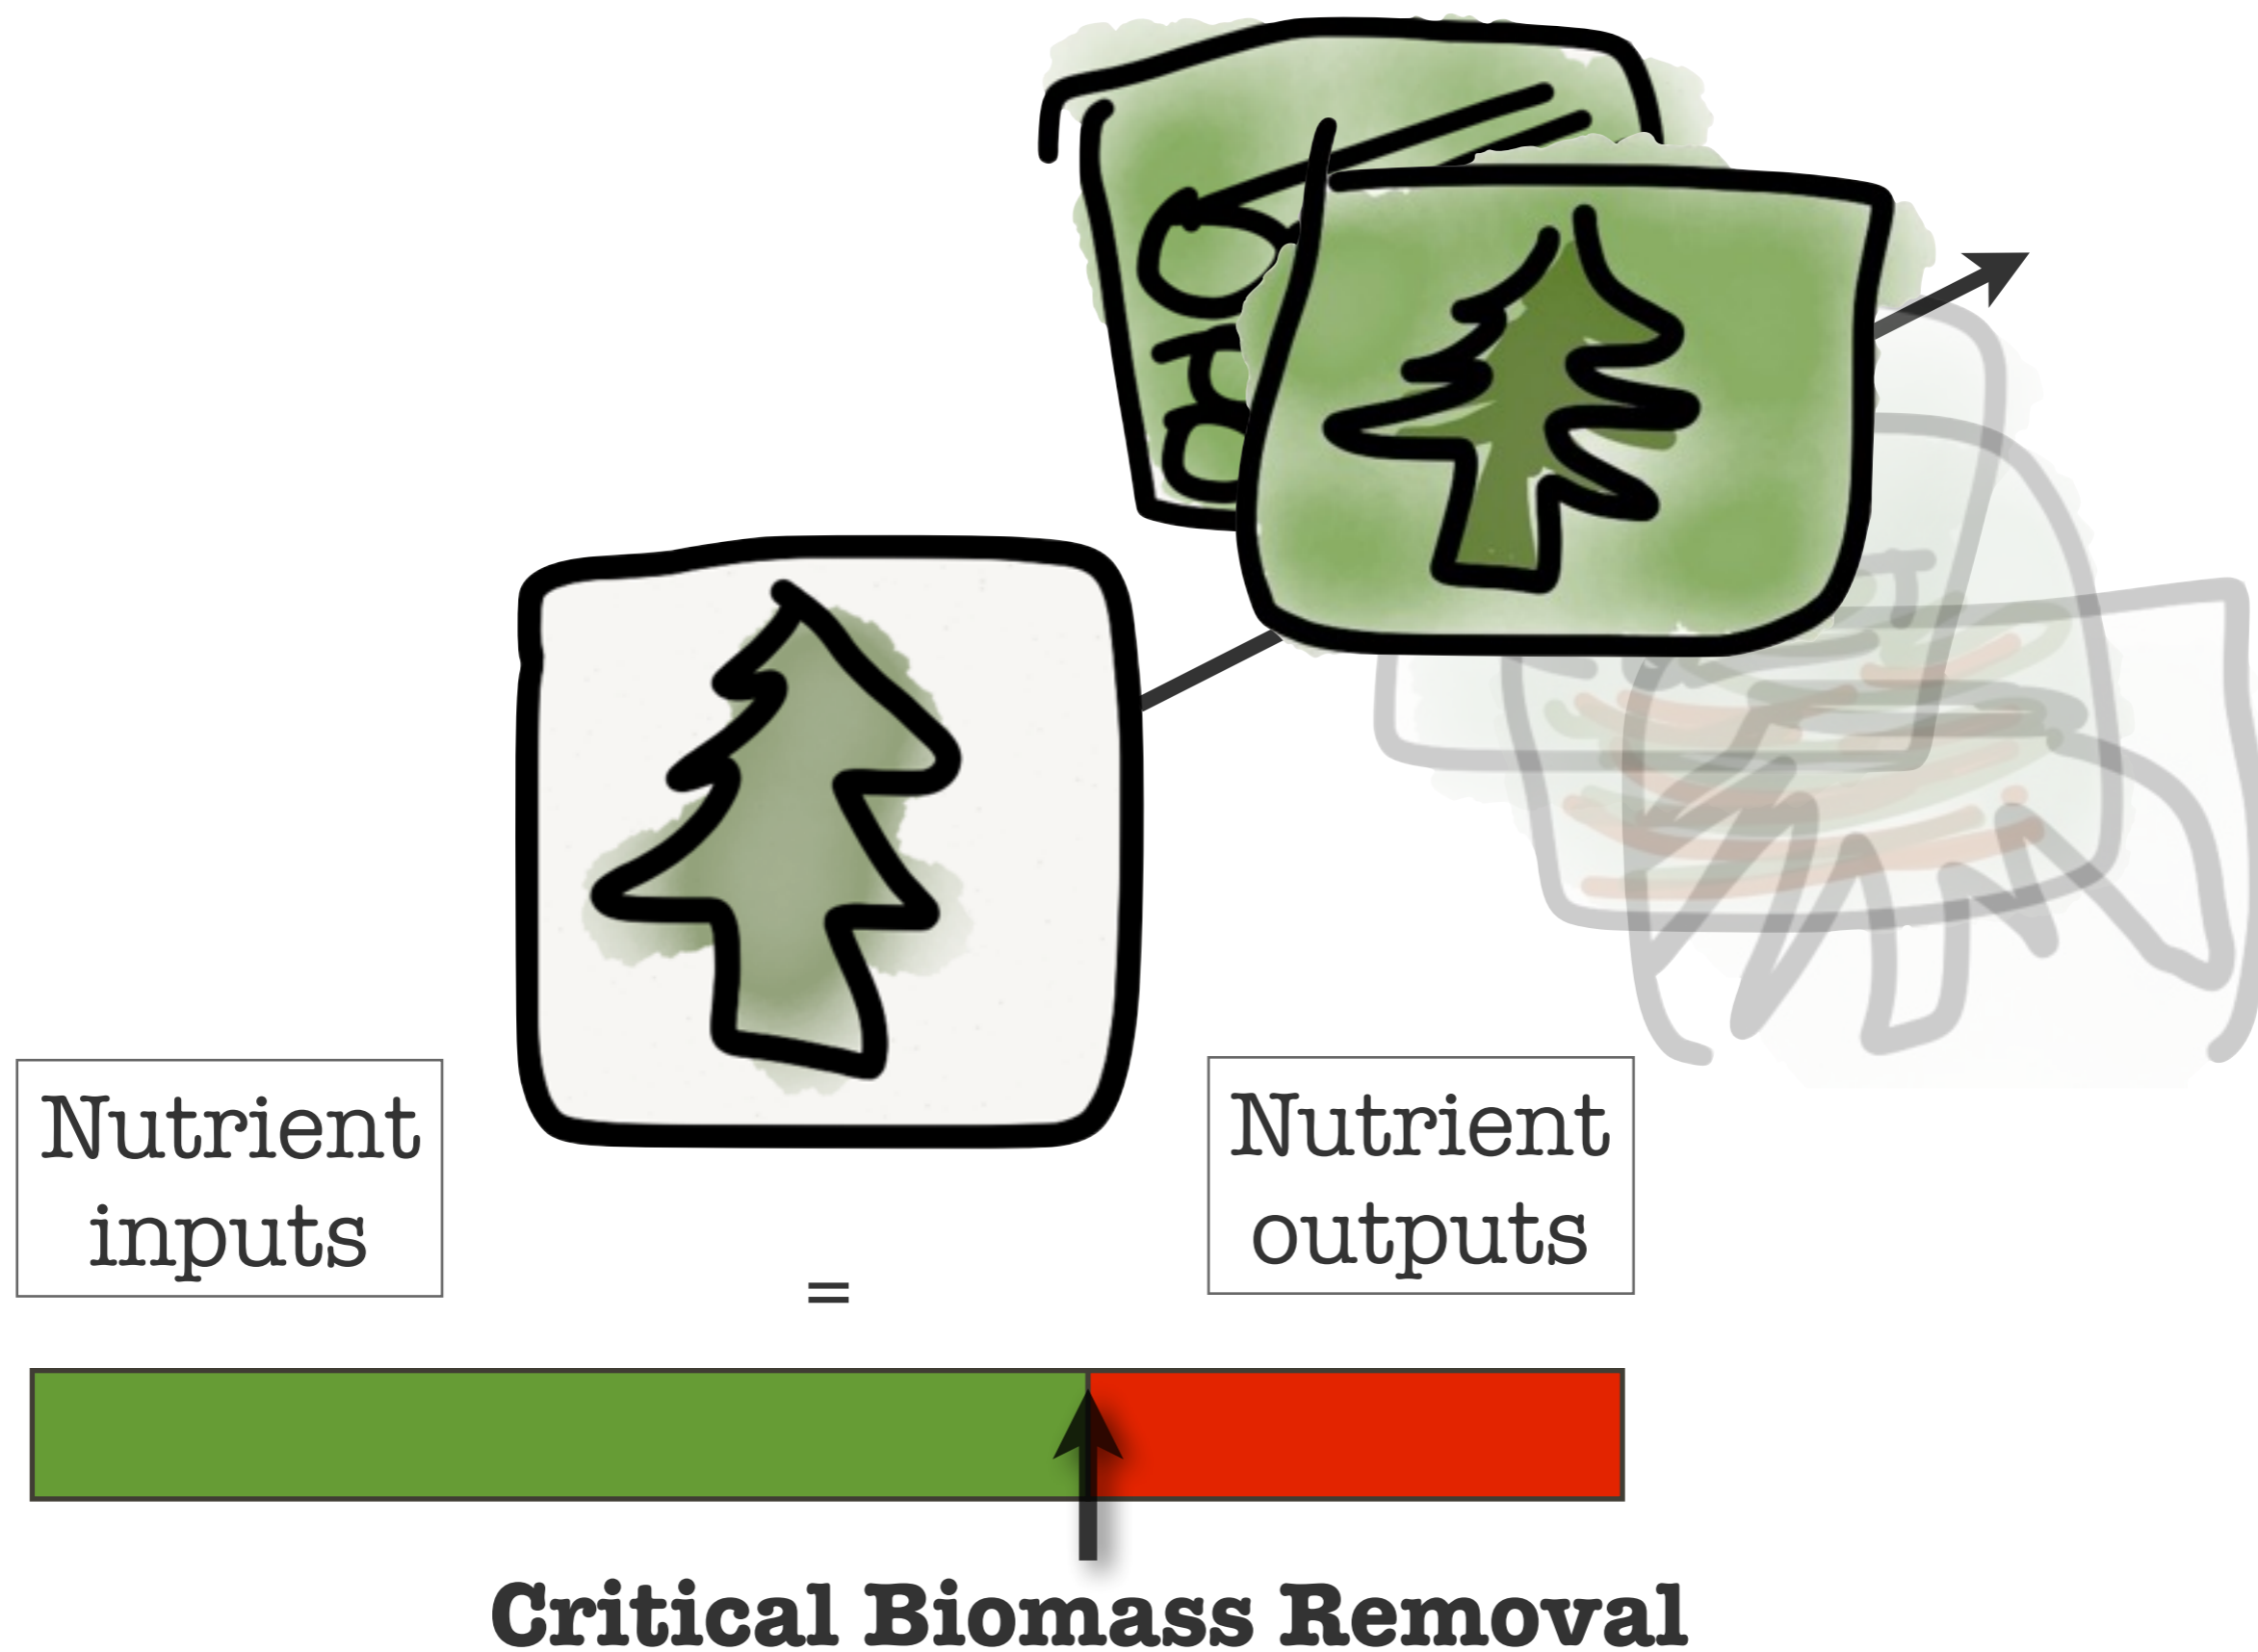 Nutrient
inputs
=
Nutrient
outputs
Critical Biomass Removal